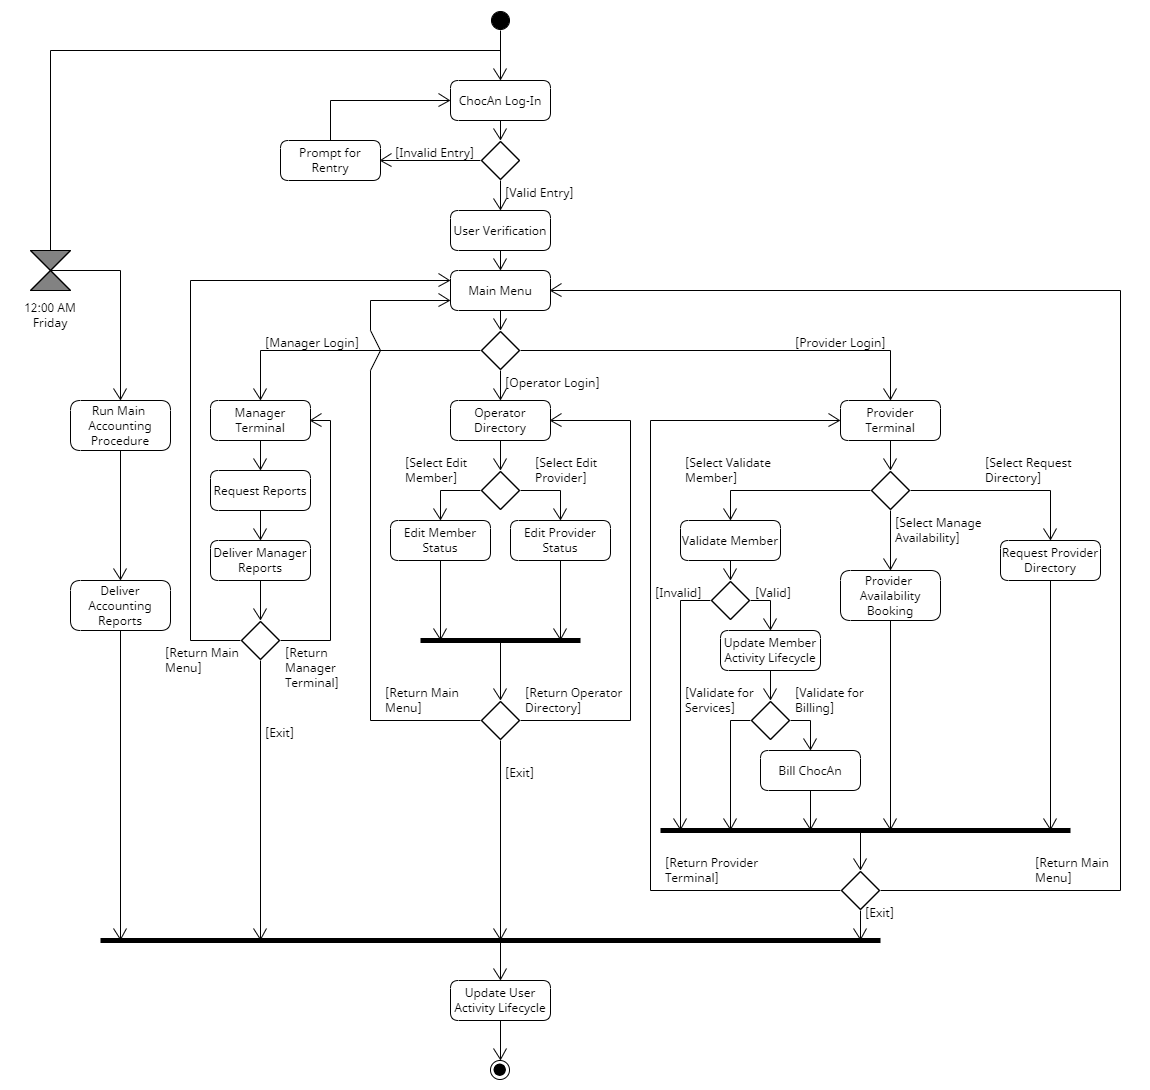 ChocAn Log-In
Prompt for
Rentry
[Invalid Entry]
[Valid Entry]
User Verification
Main Menu
12:00 AM
Friday
[Manager Login]
[Provider Login]
[Operator Login]
Run Main
Accounting
Procedure
Manager
Terminal
Operator
Directory
Provider
Terminal
[Select Edit
Member]
[Select Edit
Provider]
[Select Validate
Member]
[Select Request
Directory]
Request Reports
Edit Member
Status
Edit Provider
Status
Validate Member
[Select Manage
Availability]
Request Provider
Directory
Deliver Manager
Reports
Deliver
Accounting
Reports
[Invalid]
[Valid]
Provider
Availability
Booking
Update Member
Activity Lifecycle
[Return Main
Menu]
[Return
Manager
Terminal]
[Return Main
Menu]
[Return Operator
Directory]
[Validate for
Services]
[Validate for
Billing]
[Exit]
[Exit]
Bill ChocAn
[Return Provider
Terminal]
[Return Main
Menu]
[Exit]
Update User
Activity Lifecycle